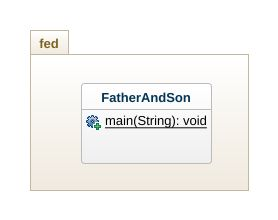 fed
FatherAndSon
main(String): void